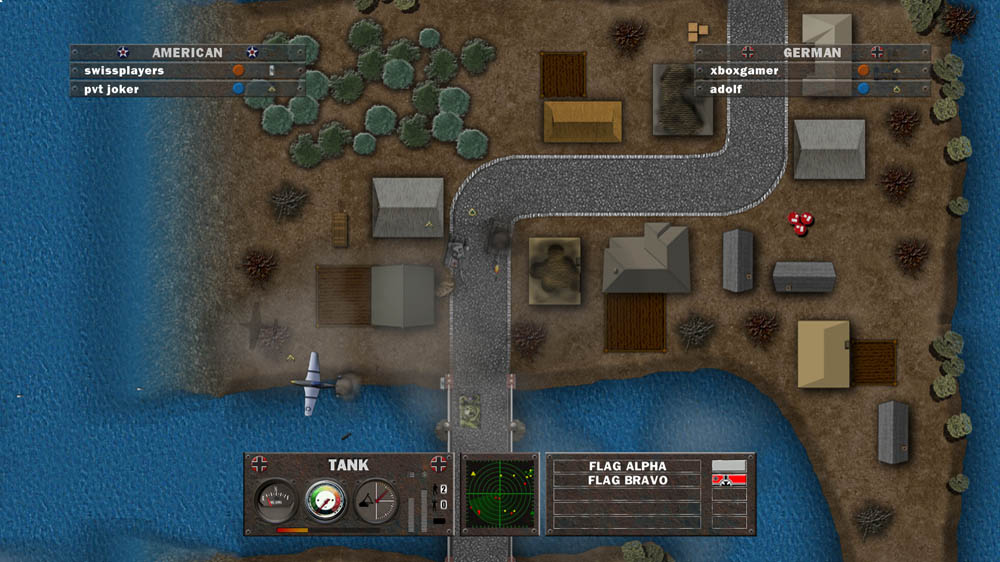 AMERICAN
swissplayers
pvt joker
GERMAN
xboxgamer
adolf
TANK
2
0
FLAG ALPHA
FLAG BRAVO